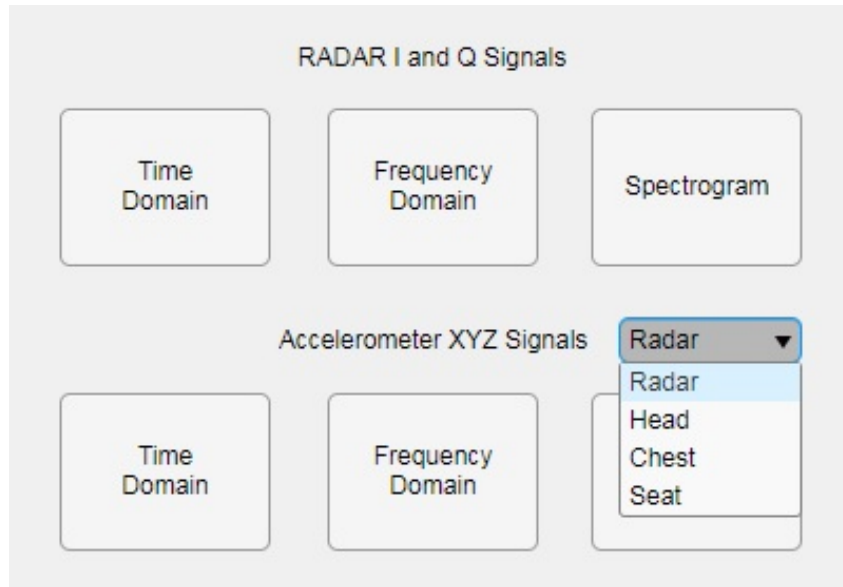 RADAR I and Q Signals
Time
Domain
Frequency
Domain
Spectrogram
Accelerometer XYZ Signals
Radar
Radar
Head
Chest
Seat
Time
Domain
Frequency
Domain